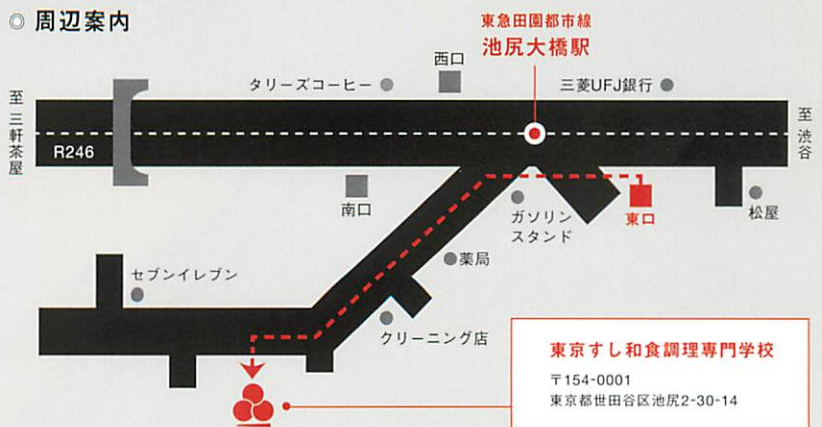 ◎ 周辺案内
東急田園都市線
池尻大橋駅
西口
タリーズコーヒー
三菱UFJ銀行
至 三軒茶屋
至 渋谷
R246
南口
ガソリン
スタンド
東口
松屋
薬局
セブンイレブン
クリーニング店
東京すし和食調理専門学校
〒154-0001
東京都世田谷区池尻2-30-14